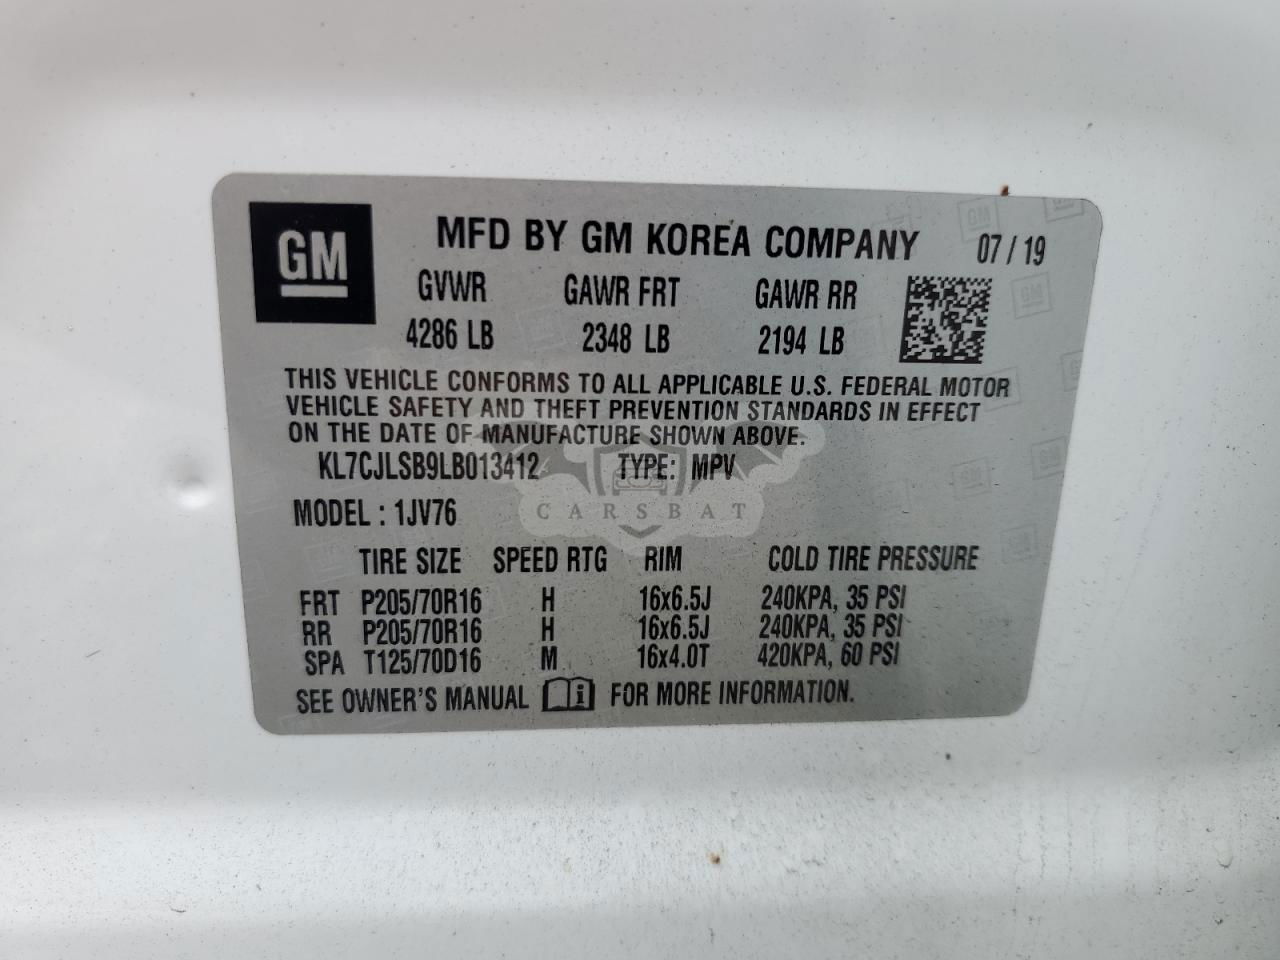 GM MFD BY GM KOREA COMPANY 07 / 19
GVWR GAWR FRT GAWR RR
4286 LB 2348 LB 2194 LB
THIS VEHICLE CONFORMS TO ALL APPLICABLE U.S. FEDERAL MOTOR
VEHICLE SAFETY AND THEFT PREVENTION STANDARDS IN EFFECT
ON THE DATE OF MANUFACTURE SHOWN ABOVE.
KL7CJLSB9LB013412 TYPE: MPV
CARSBAT
MODEL : 1JV76
TIRE SIZE SPEED RTG RIM COLD TIRE PRESSURE
FRT P205/70R16 H 16x6.5J 240KPA, 35 PSI
RR P205/70R16 H 16x6.5J 240KPA, 35 PSI
SPA T125/70D16 M 16x4.0T 420KPA, 60 PSI
SEE OWNER'S MANUAL i FOR MORE INFORMATION.